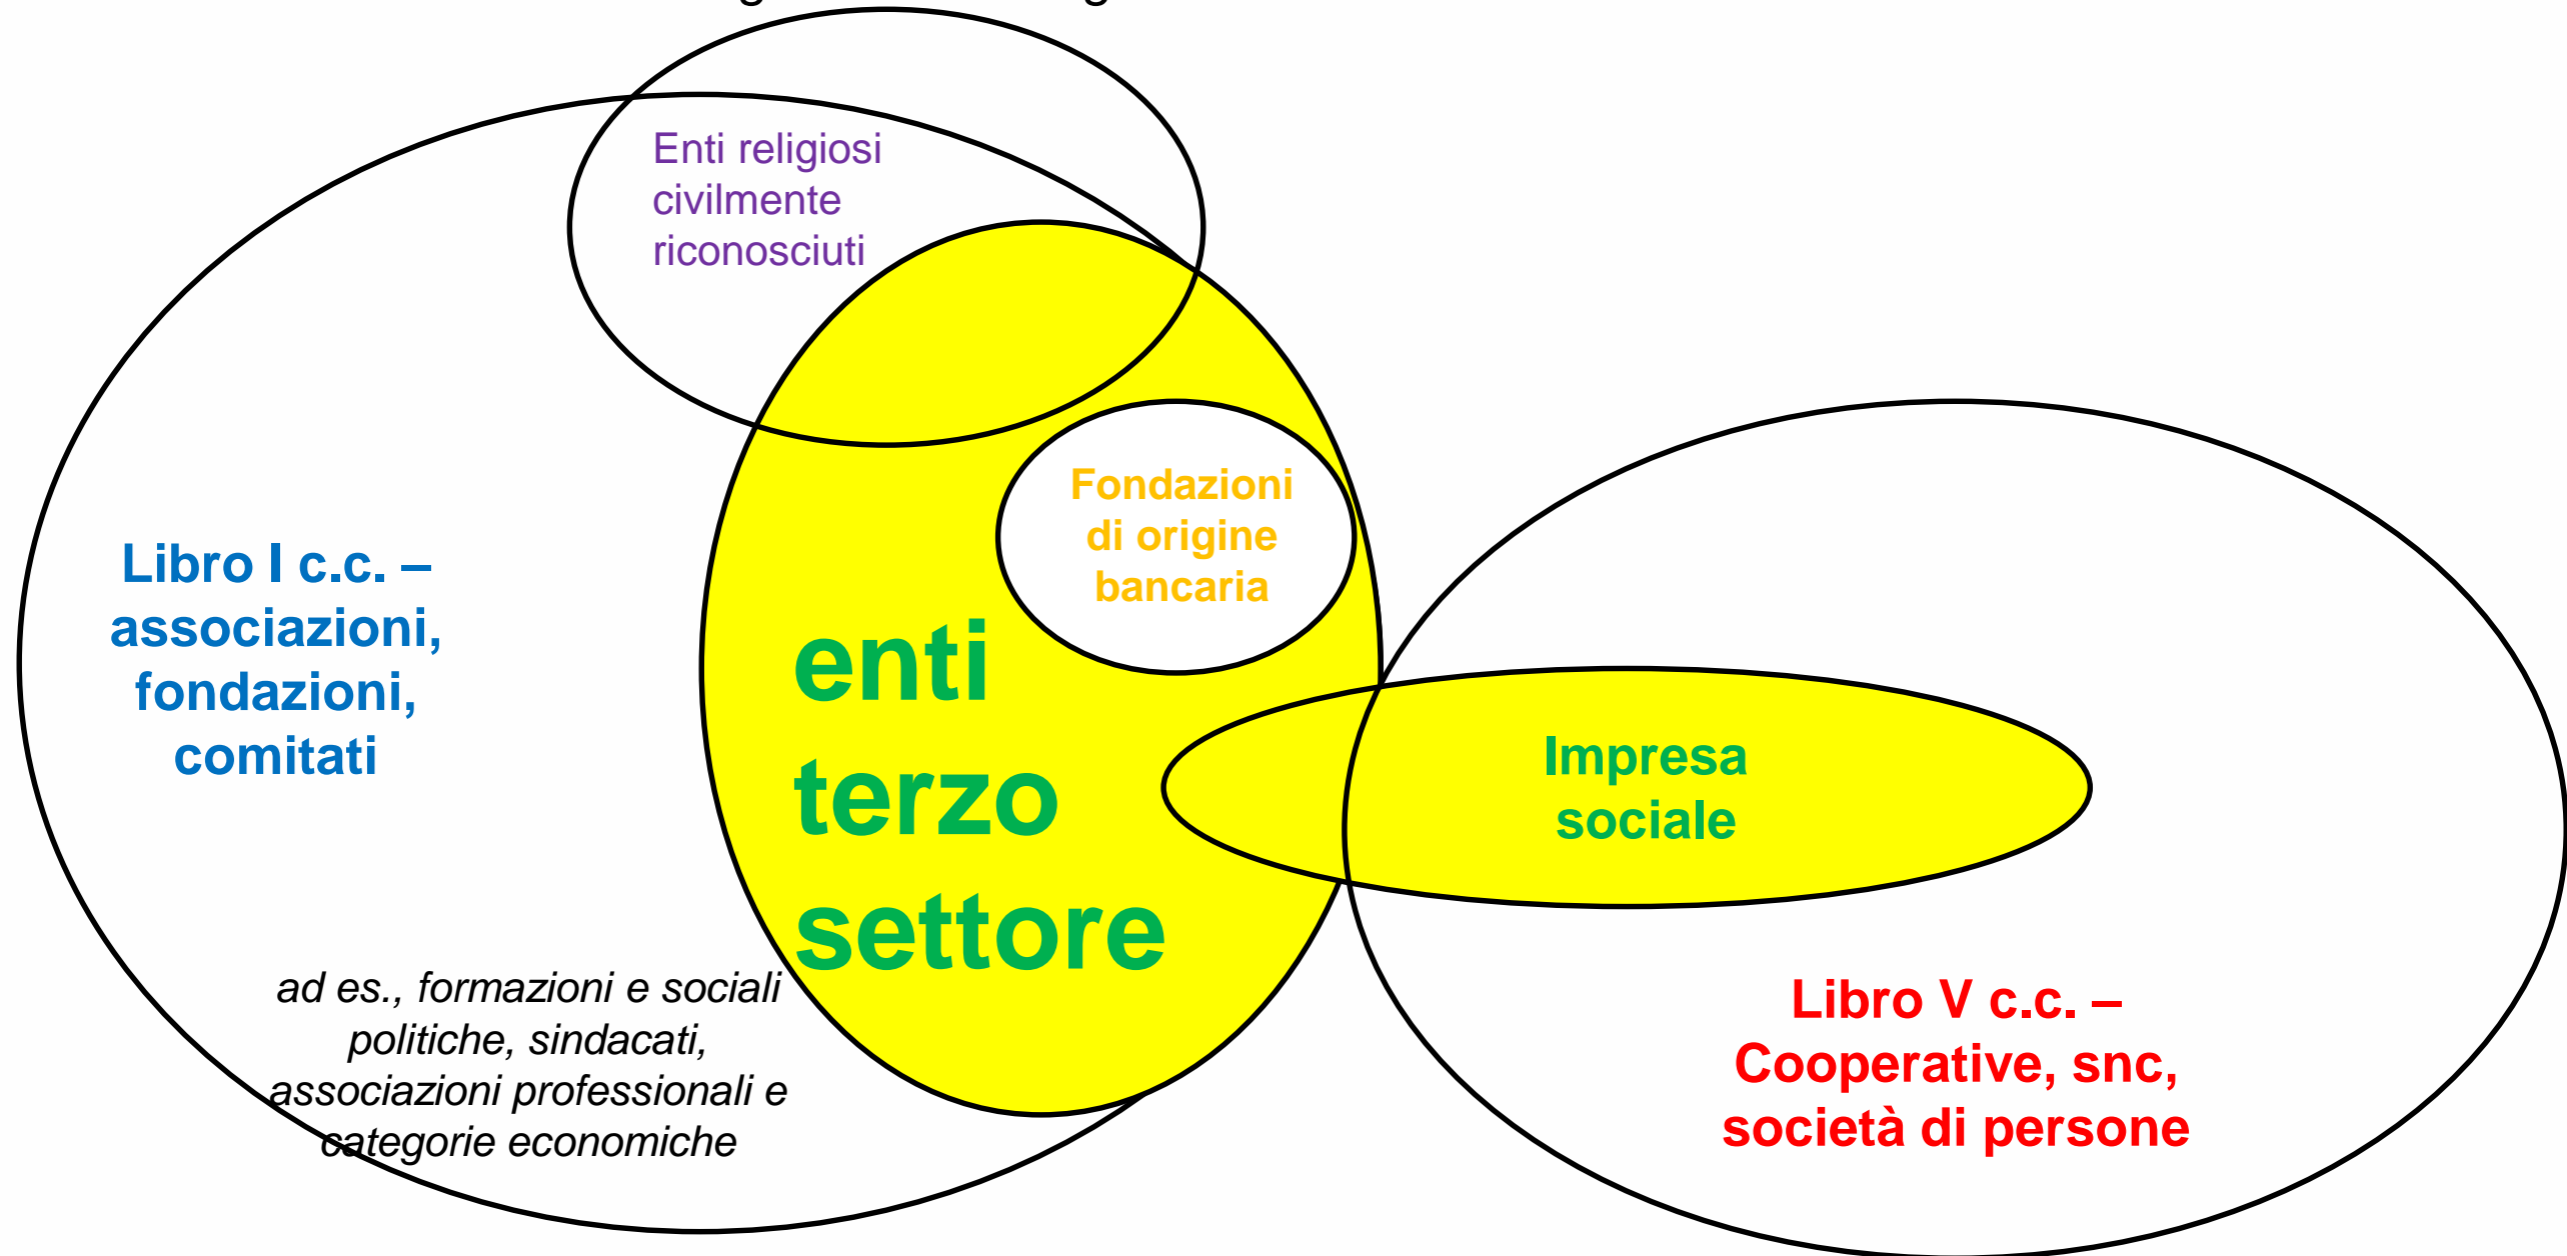 Enti religiosi
civilmente
riconosciuti
Fondazioni
di origine
bancaria
Libro I c.c. –
associazioni,
fondazioni,
comitati
enti
terzo
settore
Impresa
sociale
ad es., formazioni e sociali
politiche, sindacati,
associazioni professionali e
categorie economiche
Libro V c.c. –
Cooperative, snc,
società di persone